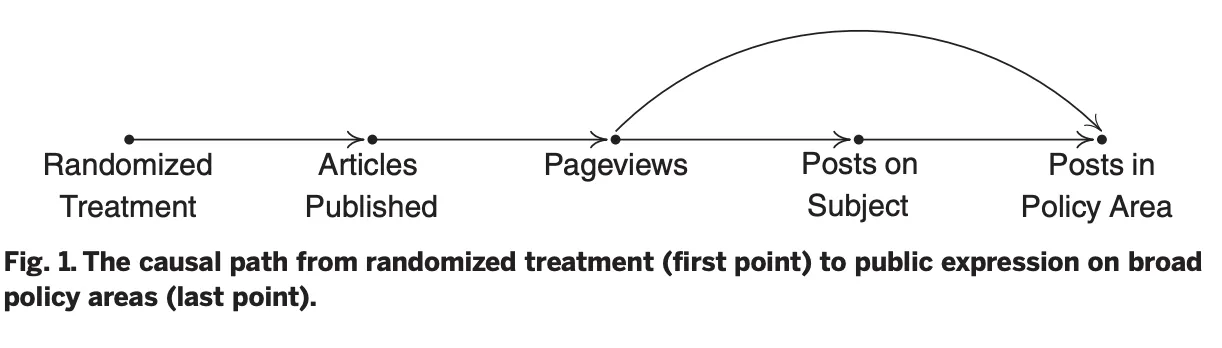 Randomized Treatment
Articles Published
Pageviews
Posts on Subject
Posts in Policy Area
Fig. 1. The causal path from randomized treatment (first point) to public expression on broad
policy areas (last point).